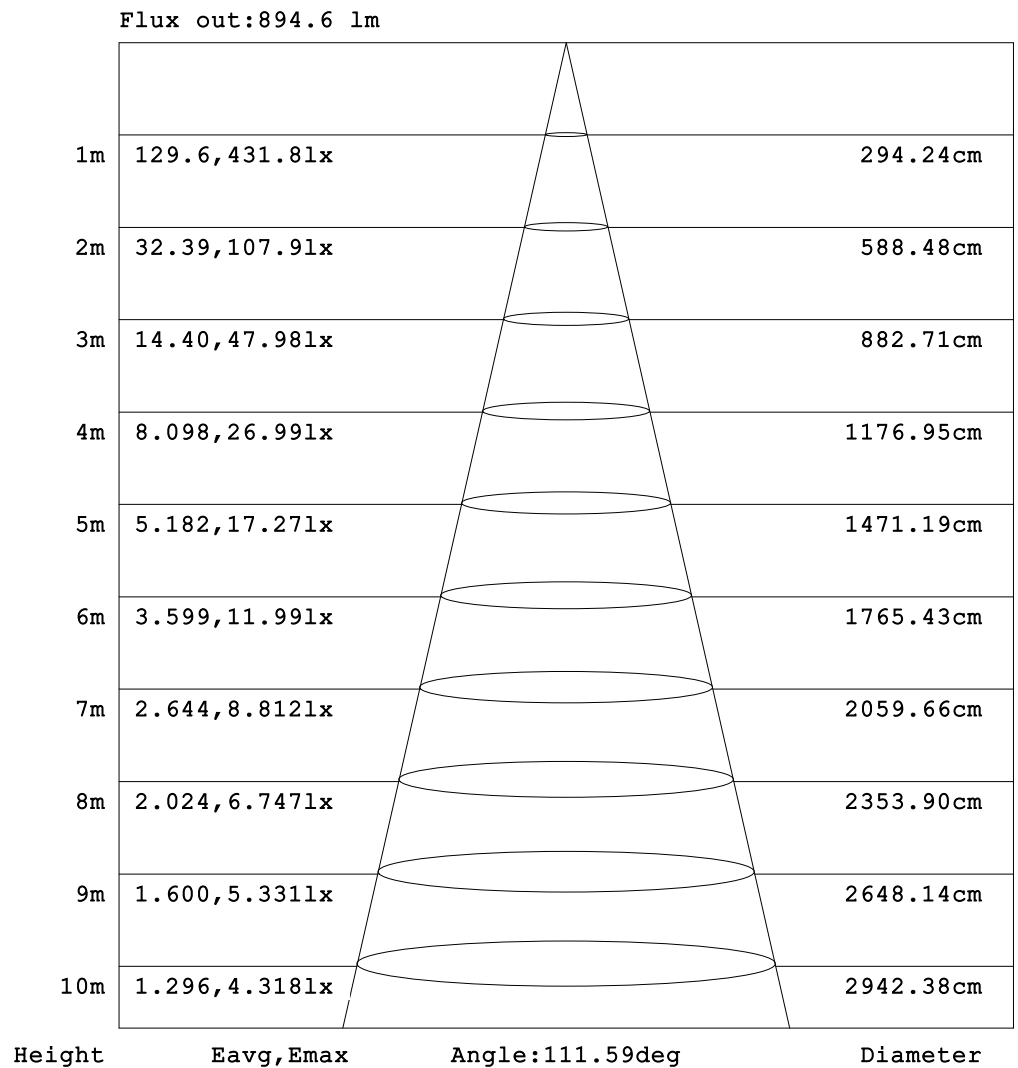 Flux out:894.6 lm
1m 129.6,431.8lx 294.24cm
2m 32.39,107.9lx 588.48cm
3m 14.40,47.98lx 882.71cm
4m 8.098,26.99lx 1176.95cm
5m 5.182,17.27lx 1471.19cm
6m 3.599,11.99lx 1765.43cm
7m 2.644,8.812lx 2059.66cm
8m 2.024,6.747lx 2353.90cm
9m 1.600,5.331lx 2648.14cm
10m 1.296,4.318lx 2942.38cm
Height Eavg,Emax Angle:111.59deg Diameter